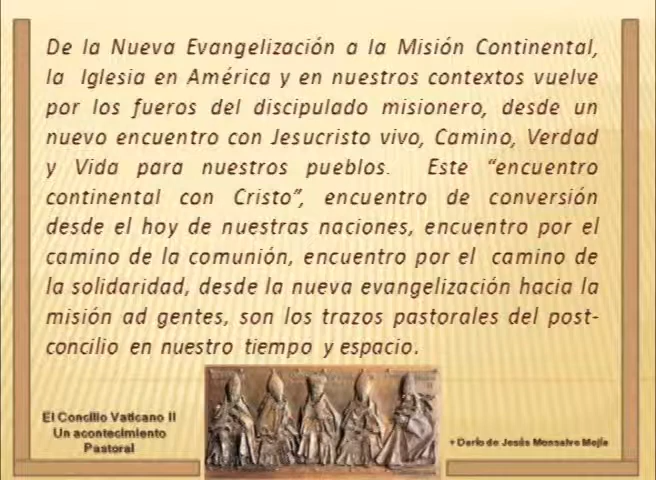 De la Nueva Evangelización a la Misión Continental,
la Iglesia en América y en nuestros contextos vuelve
por los fueros del discipulado misionero, desde un
nuevo encuentro con Jesucristo vivo, Camino, Verdad
y Vida para nuestros pueblos. Este “encuentro
continental con Cristo”, encuentro de conversión
desde el hoy de nuestras naciones, encuentro por el
camino de la comunión, encuentro por el camino de
la solidaridad, desde la nueva evangelización hacia la
misión ad gentes, son los trazos pastorales del post-
concilio en nuestro tiempo y espacio.
El Concilio Vaticano II
Un acontecimiento
Pastoral
+ Darío de Jesús Monsalve Mejía